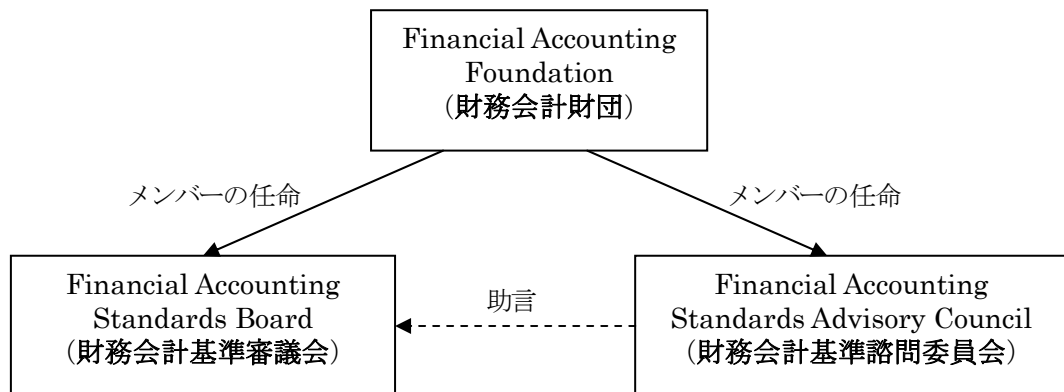 Financial Accounting
Foundation
（財務会計財団）
メンバーの任命
メンバーの任命
Financial Accounting
Standards Board
（財務会計基準審議会）
助言
Financial Accounting
Standards Advisory Council
（財務会計基準諮問委員会）